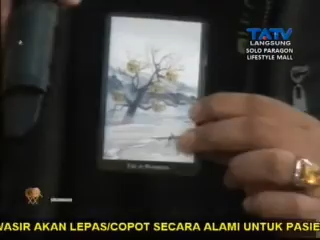 TATV
LANGSUNG
SOLO PARAGON
LIFESTYLE MALL
WASIR AKAN LEPAS/COPOT SECARA ALAMI UNTUK PASIE